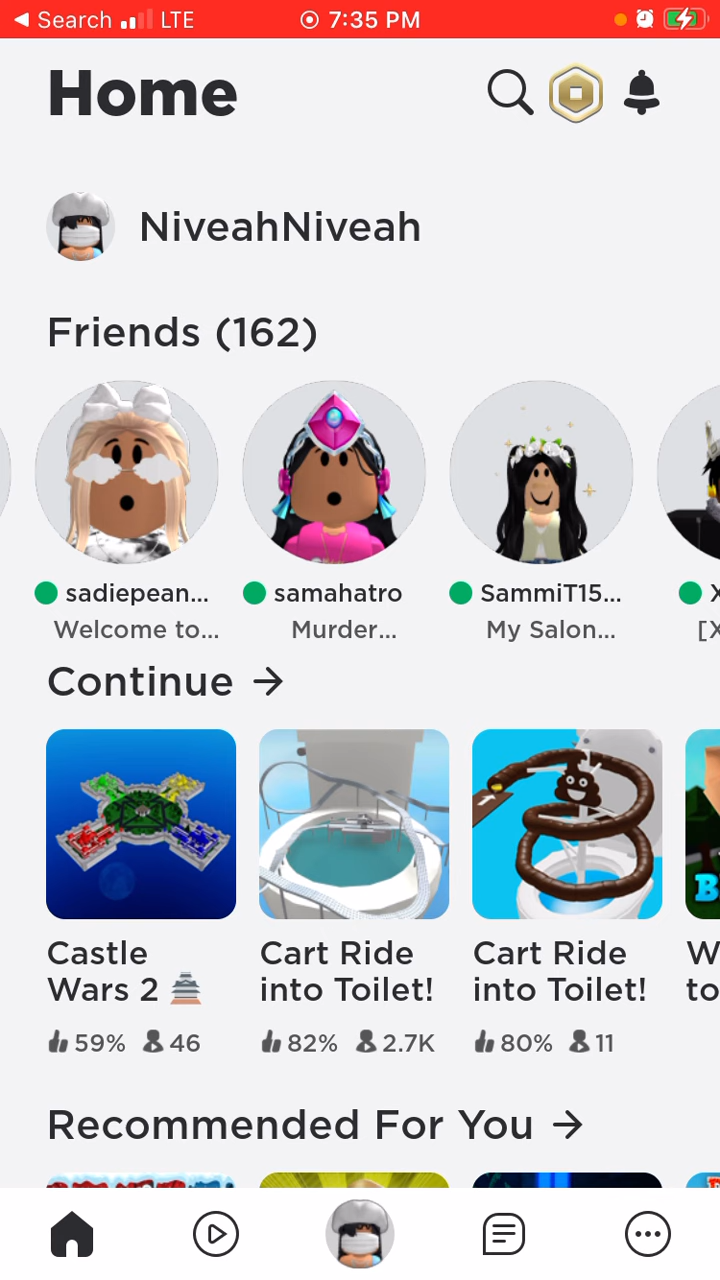 Search LTE 7:35 PM
Home
NiveahNiveah
Friends (162)
sadiepean... samahatro SammiT15... X
Welcome to... Murder... My Salon... [X
Continue →
Castle Wars 2
Cart Ride into Toilet!
Cart Ride into Toilet!
W
to
B
59% 46 82% 2.7K 80% 11
Recommended For You →